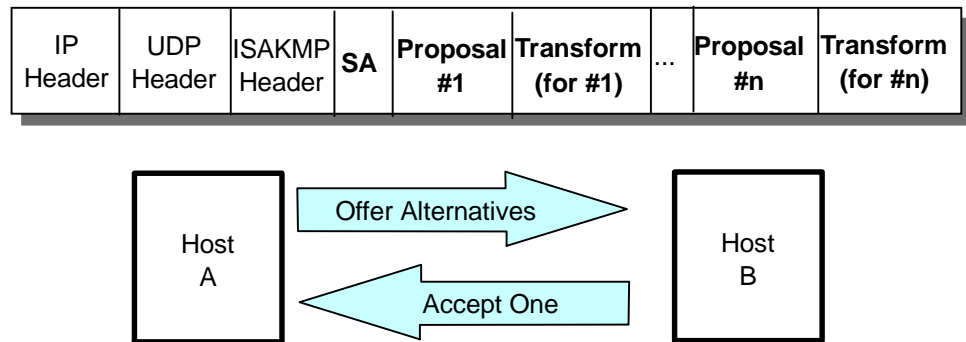 IP Header
UDP Header
ISAKMP Header
SA
Proposal #1
Transform (for #1)
...
Proposal #n
Transform (for #n)
Offer Alternatives
Host A
Host B
Accept One